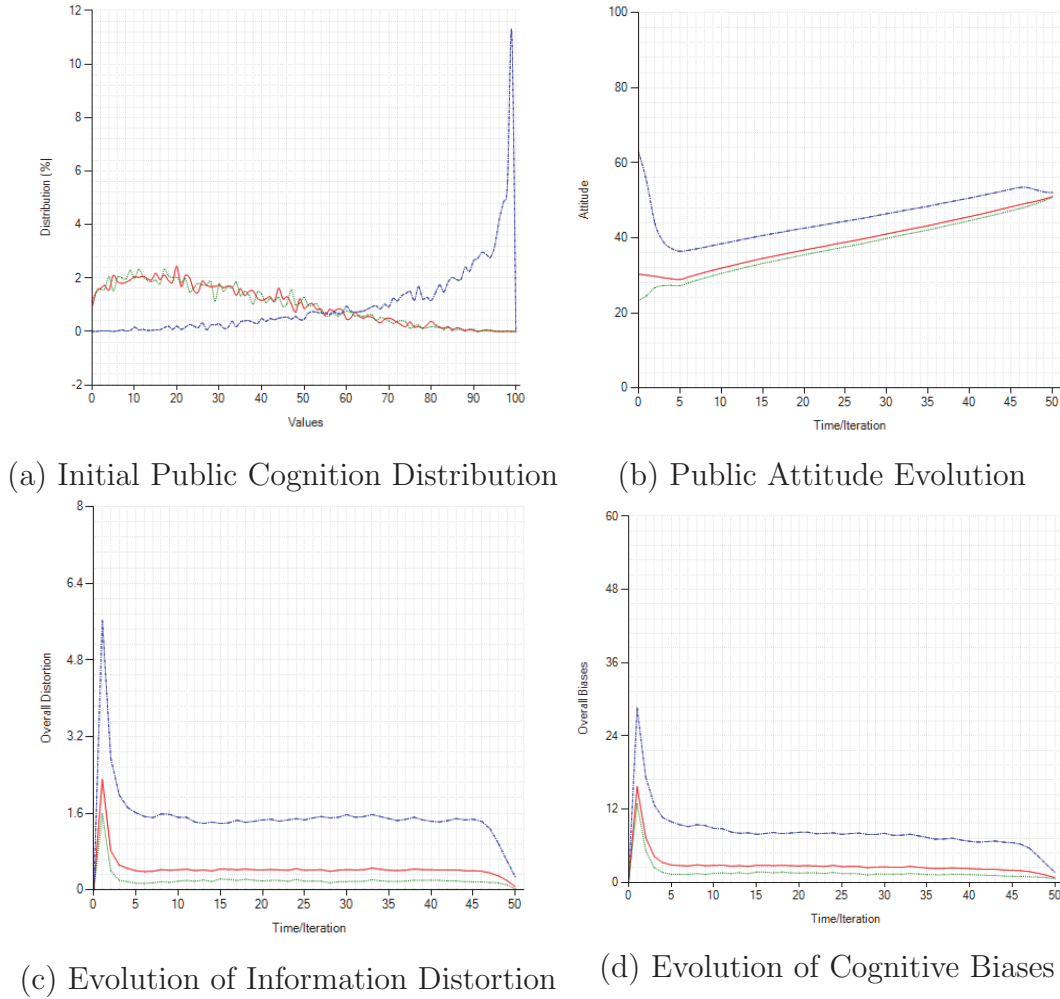 12
10
8
6
4
2
0
-2
Distribution [%]
0 10 20 30 40 50 60 70 80 90 100
Values
(a) Initial Public Cognition Distribution
100
80
60
40
20
0
Attitude
0 5 10 15 20 25 30 35 40 45 50
Time/Iteration
(b) Public Attitude Evolution
8
6.4
4.8
3.2
1.6
0
Overall Distortion
0 5 10 15 20 25 30 35 40 45 50
Time/Iteration
(c) Evolution of Information Distortion
60
48
36
24
12
0
Overall Biases
0 5 10 15 20 25 30 35 40 45 50
Time/Iteration
(d) Evolution of Cognitive Biases